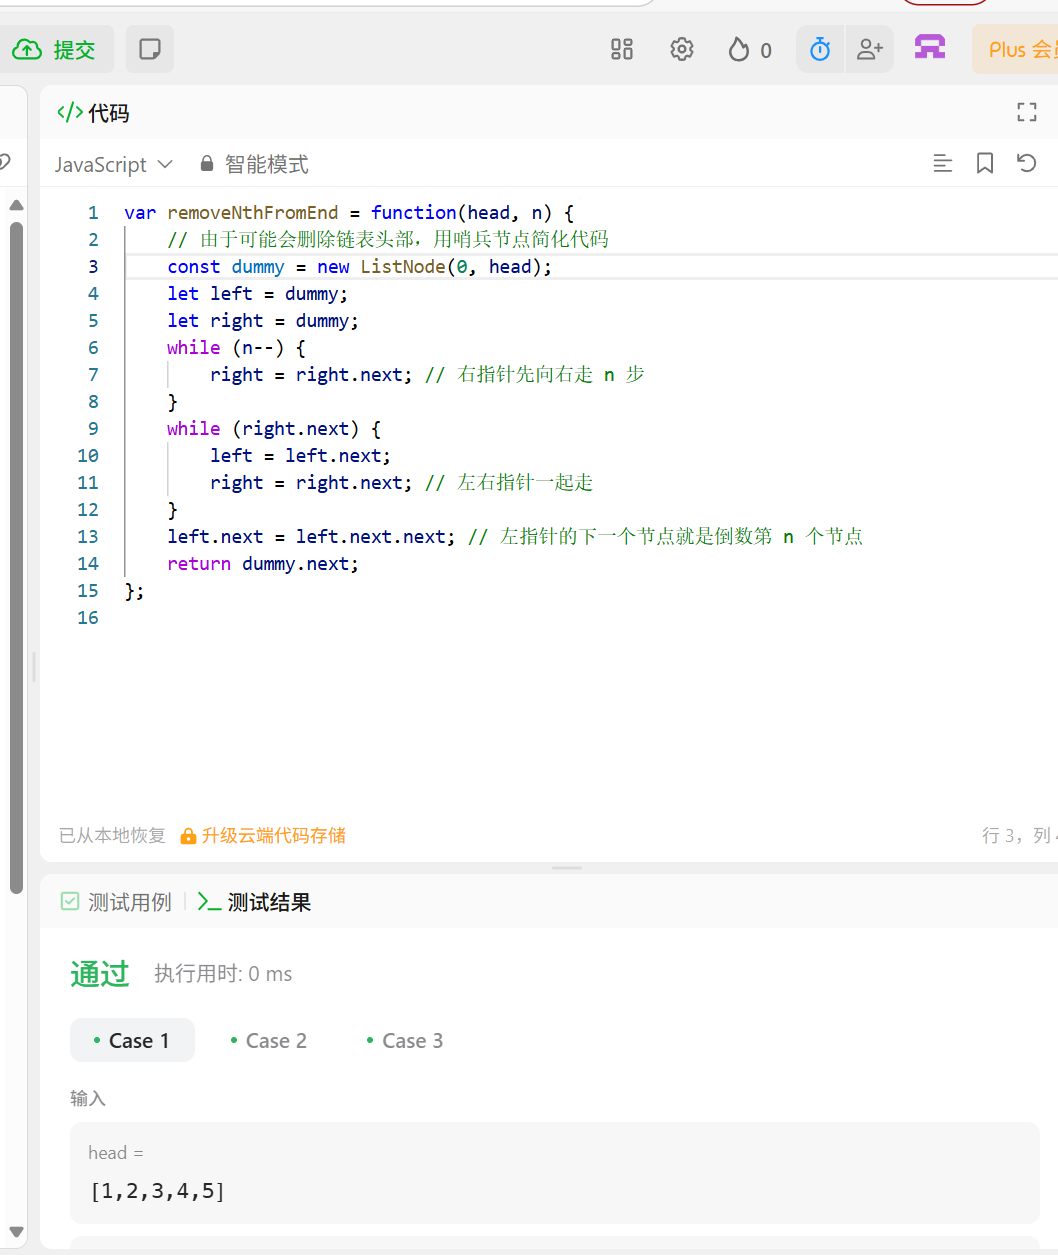 提交
0
Plus 会
代码
JavaScript 智能模式
1 var removeNthFromEnd = function(head, n) {
2 // 由于可能会删除链表头部，用哨兵节点简化代码
3 const dummy = new ListNode(0, head);
4 let left = dummy;
5 let right = dummy;
6 while (n--) {
7 right = right.next; // 右指针先向右走 n 步
8 }
9 while (right.next) {
10 left = left.next;
11 right = right.next; // 左右指针一起走
12 }
13 left.next = left.next.next; // 左指针的下一个节点就是倒数第 n 个节点
14 return dummy.next;
15 };
16
已从本地恢复 升级云端代码存储 行 3，列
测试用例 测试结果
通过 执行用时: 0 ms
Case 1 Case 2 Case 3
输入
head =
[1,2,3,4,5]